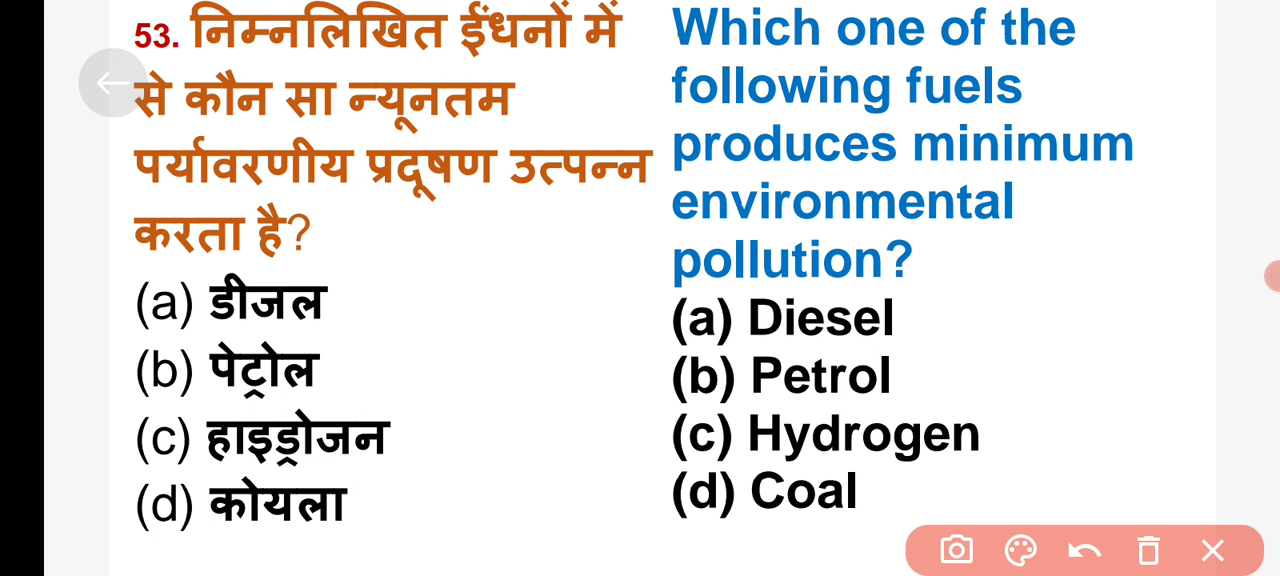 53. निम्नलिखित ईंधनों में
से कौन सा न्यूनतम
पर्यावरणीय प्रदूषण उत्पन्न
करता है?
(a) डीजल
(b) पेट्रोल
(c) हाइड्रोजन
(d) कोयला
Which one of the
following fuels
produces minimum
environmental
pollution?
(a) Diesel
(b) Petrol
(c) Hydrogen
(d) Coal